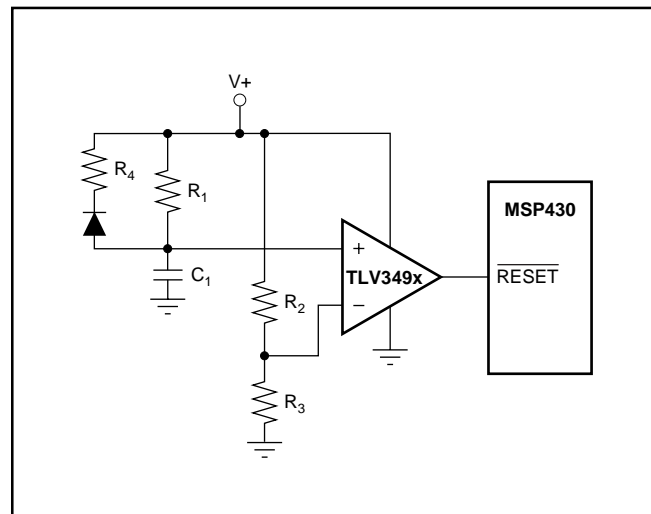 V+
R4
R1
MSP430
+
TLV349x
RESET
C1
−
R2
R3